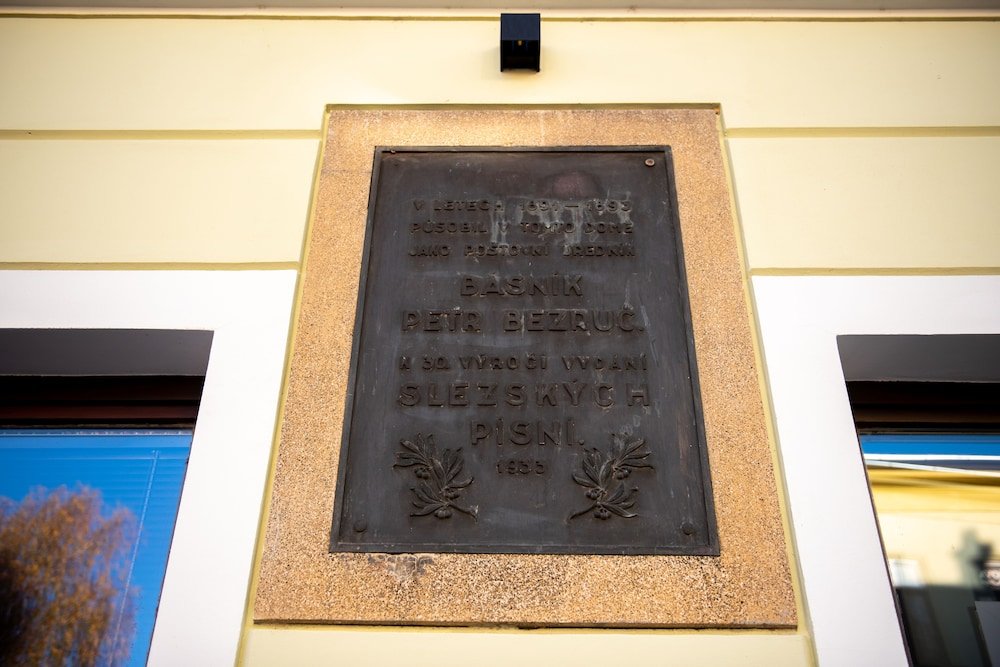 V LETECH 1891 – 1893
PŮSOBIL V TOMTO DOMĚ
JAKO POŠTOVNÍ ÚŘEDNÍK
BÁSNÍK
PETR BEZRUČ.
K 30. VÝROČÍ VYDÁNÍ
SLEZSKÝCH
PÍSNÍ.
1933